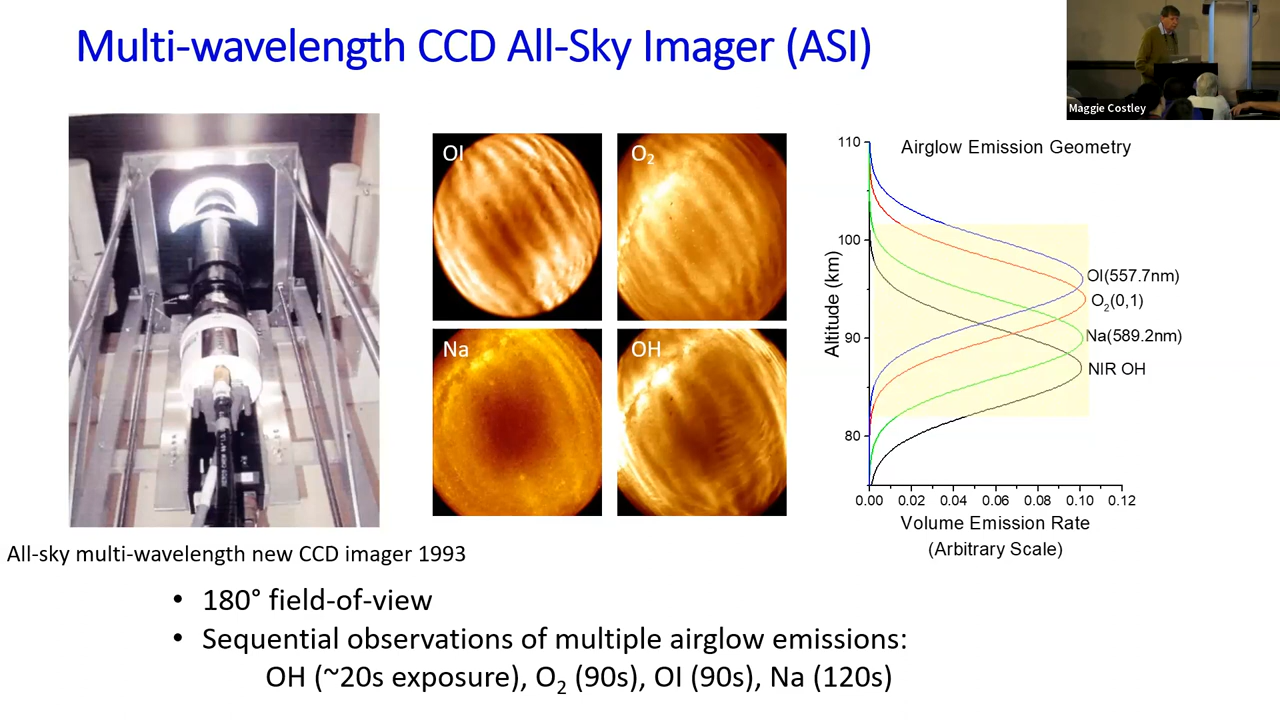 Multi-wavelength CCD All-Sky Imager (ASI)
Maggie Costley
OI
O₂
Na
OH
Airglow Emission Geometry
110
100
90
80
Altitude (km)
OI(557.7nm)
O₂(0,1)
Na(589.2nm)
NIR OH
0.00 0.02 0.04 0.06 0.08 0.10 0.12
Volume Emission Rate
(Arbitrary Scale)
All-sky multi-wavelength new CCD imager 1993
• 180° field-of-view
• Sequential observations of multiple airglow emissions:
OH (~20s exposure), O₂ (90s), OI (90s), Na (120s)